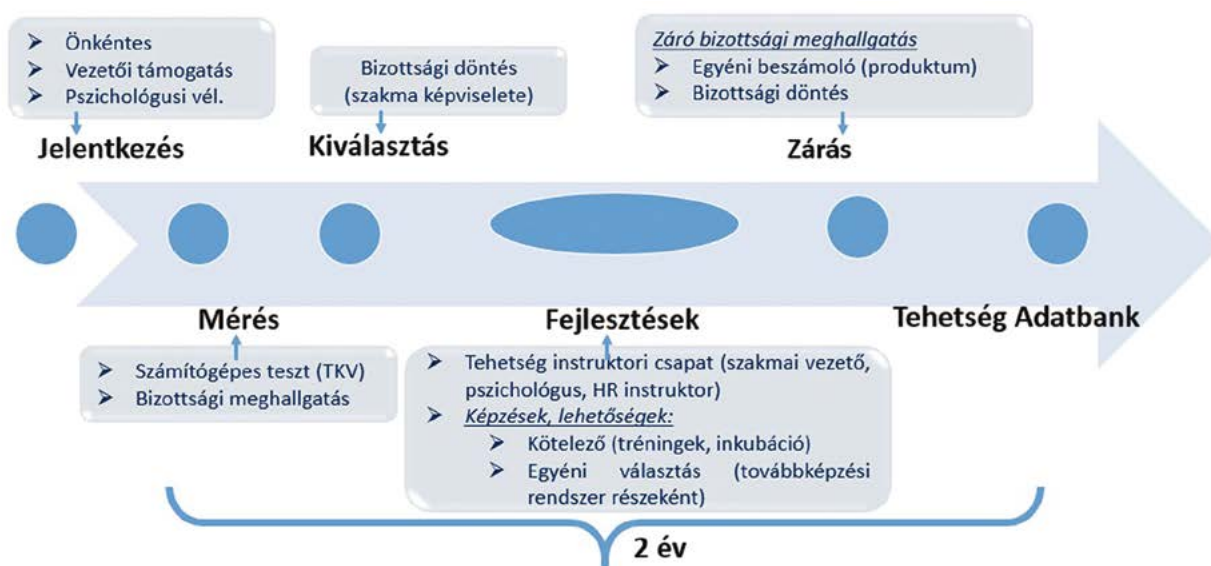 Önkéntes
Vezetői támogatás
Pszichológusi vél.
Jelentkezés
Bizottsági döntés
(szakma képviselete)
Kiválasztás
Záró bizottsági meghallgatás
Egyéni beszámoló (produktum)
Bizottsági döntés
Zárás
Mérés
Számítógépes teszt (TKV)
Bizottsági meghallgatás
Fejlesztések
Tehetség instruktori csapat (szakmai vezető,
pszichológus, HR instruktor)
Képzések, lehetőségek:
Kötelező (tréningek, inkubáció)
Egyéni választás (továbbképzési
rendszer részeként)
Tehetség Adatbank
2 év